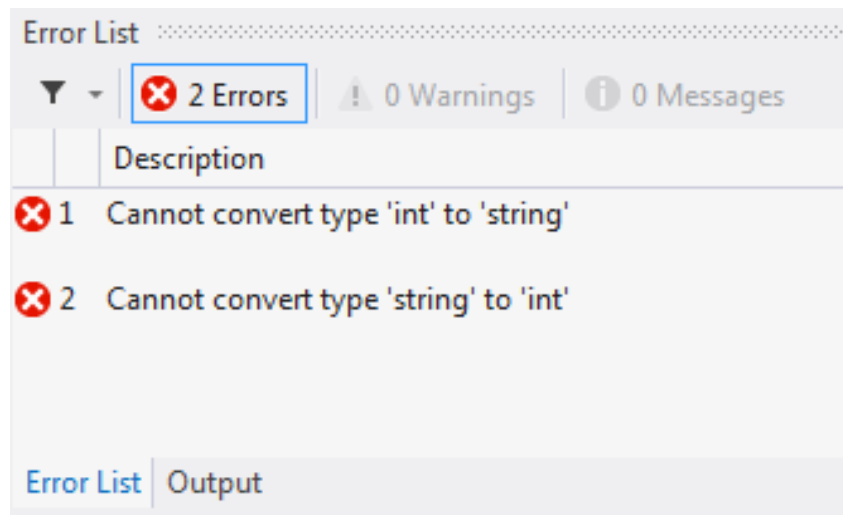 Error List
2 Errors 0 Warnings 0 Messages
Description
1 Cannot convert type 'int' to 'string'
2 Cannot convert type 'string' to 'int'
Error List Output